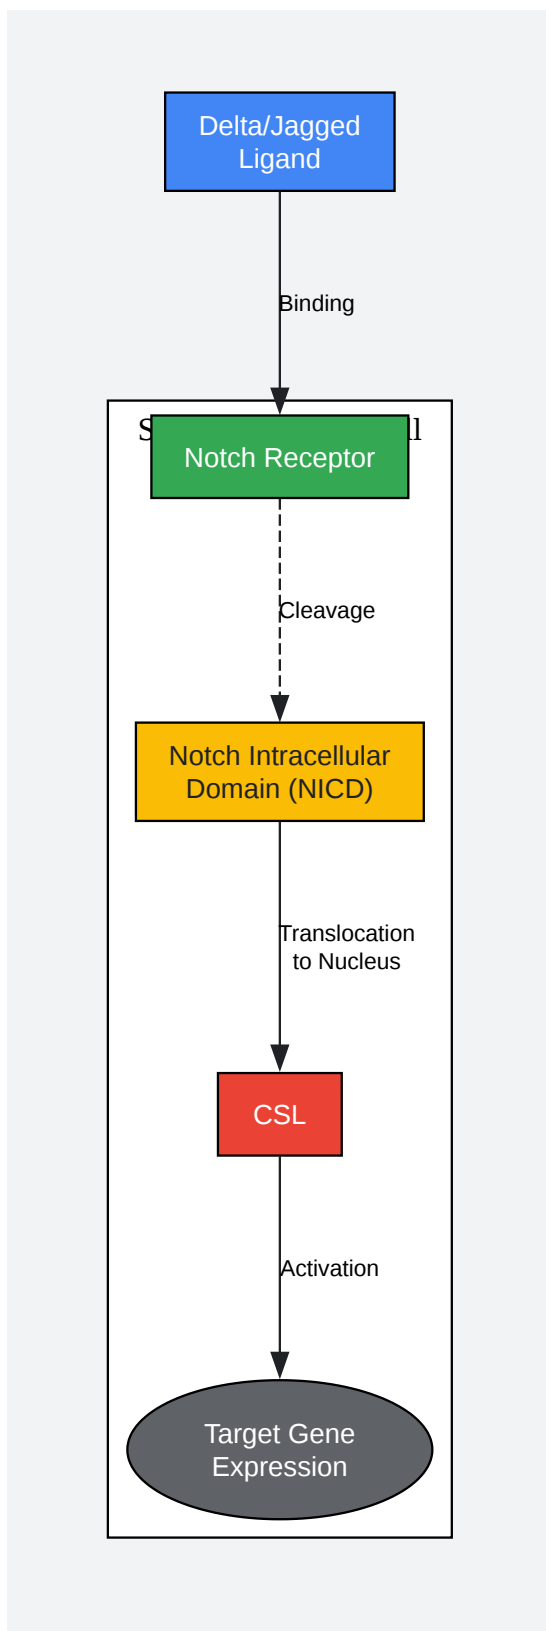 Delta/Jagged
Ligand
Binding
Notch Receptor
Cleavage
Notch Intracellular
Domain (NICD)
Translocation
to Nucleus
CSL
Activation
Target Gene
Expression